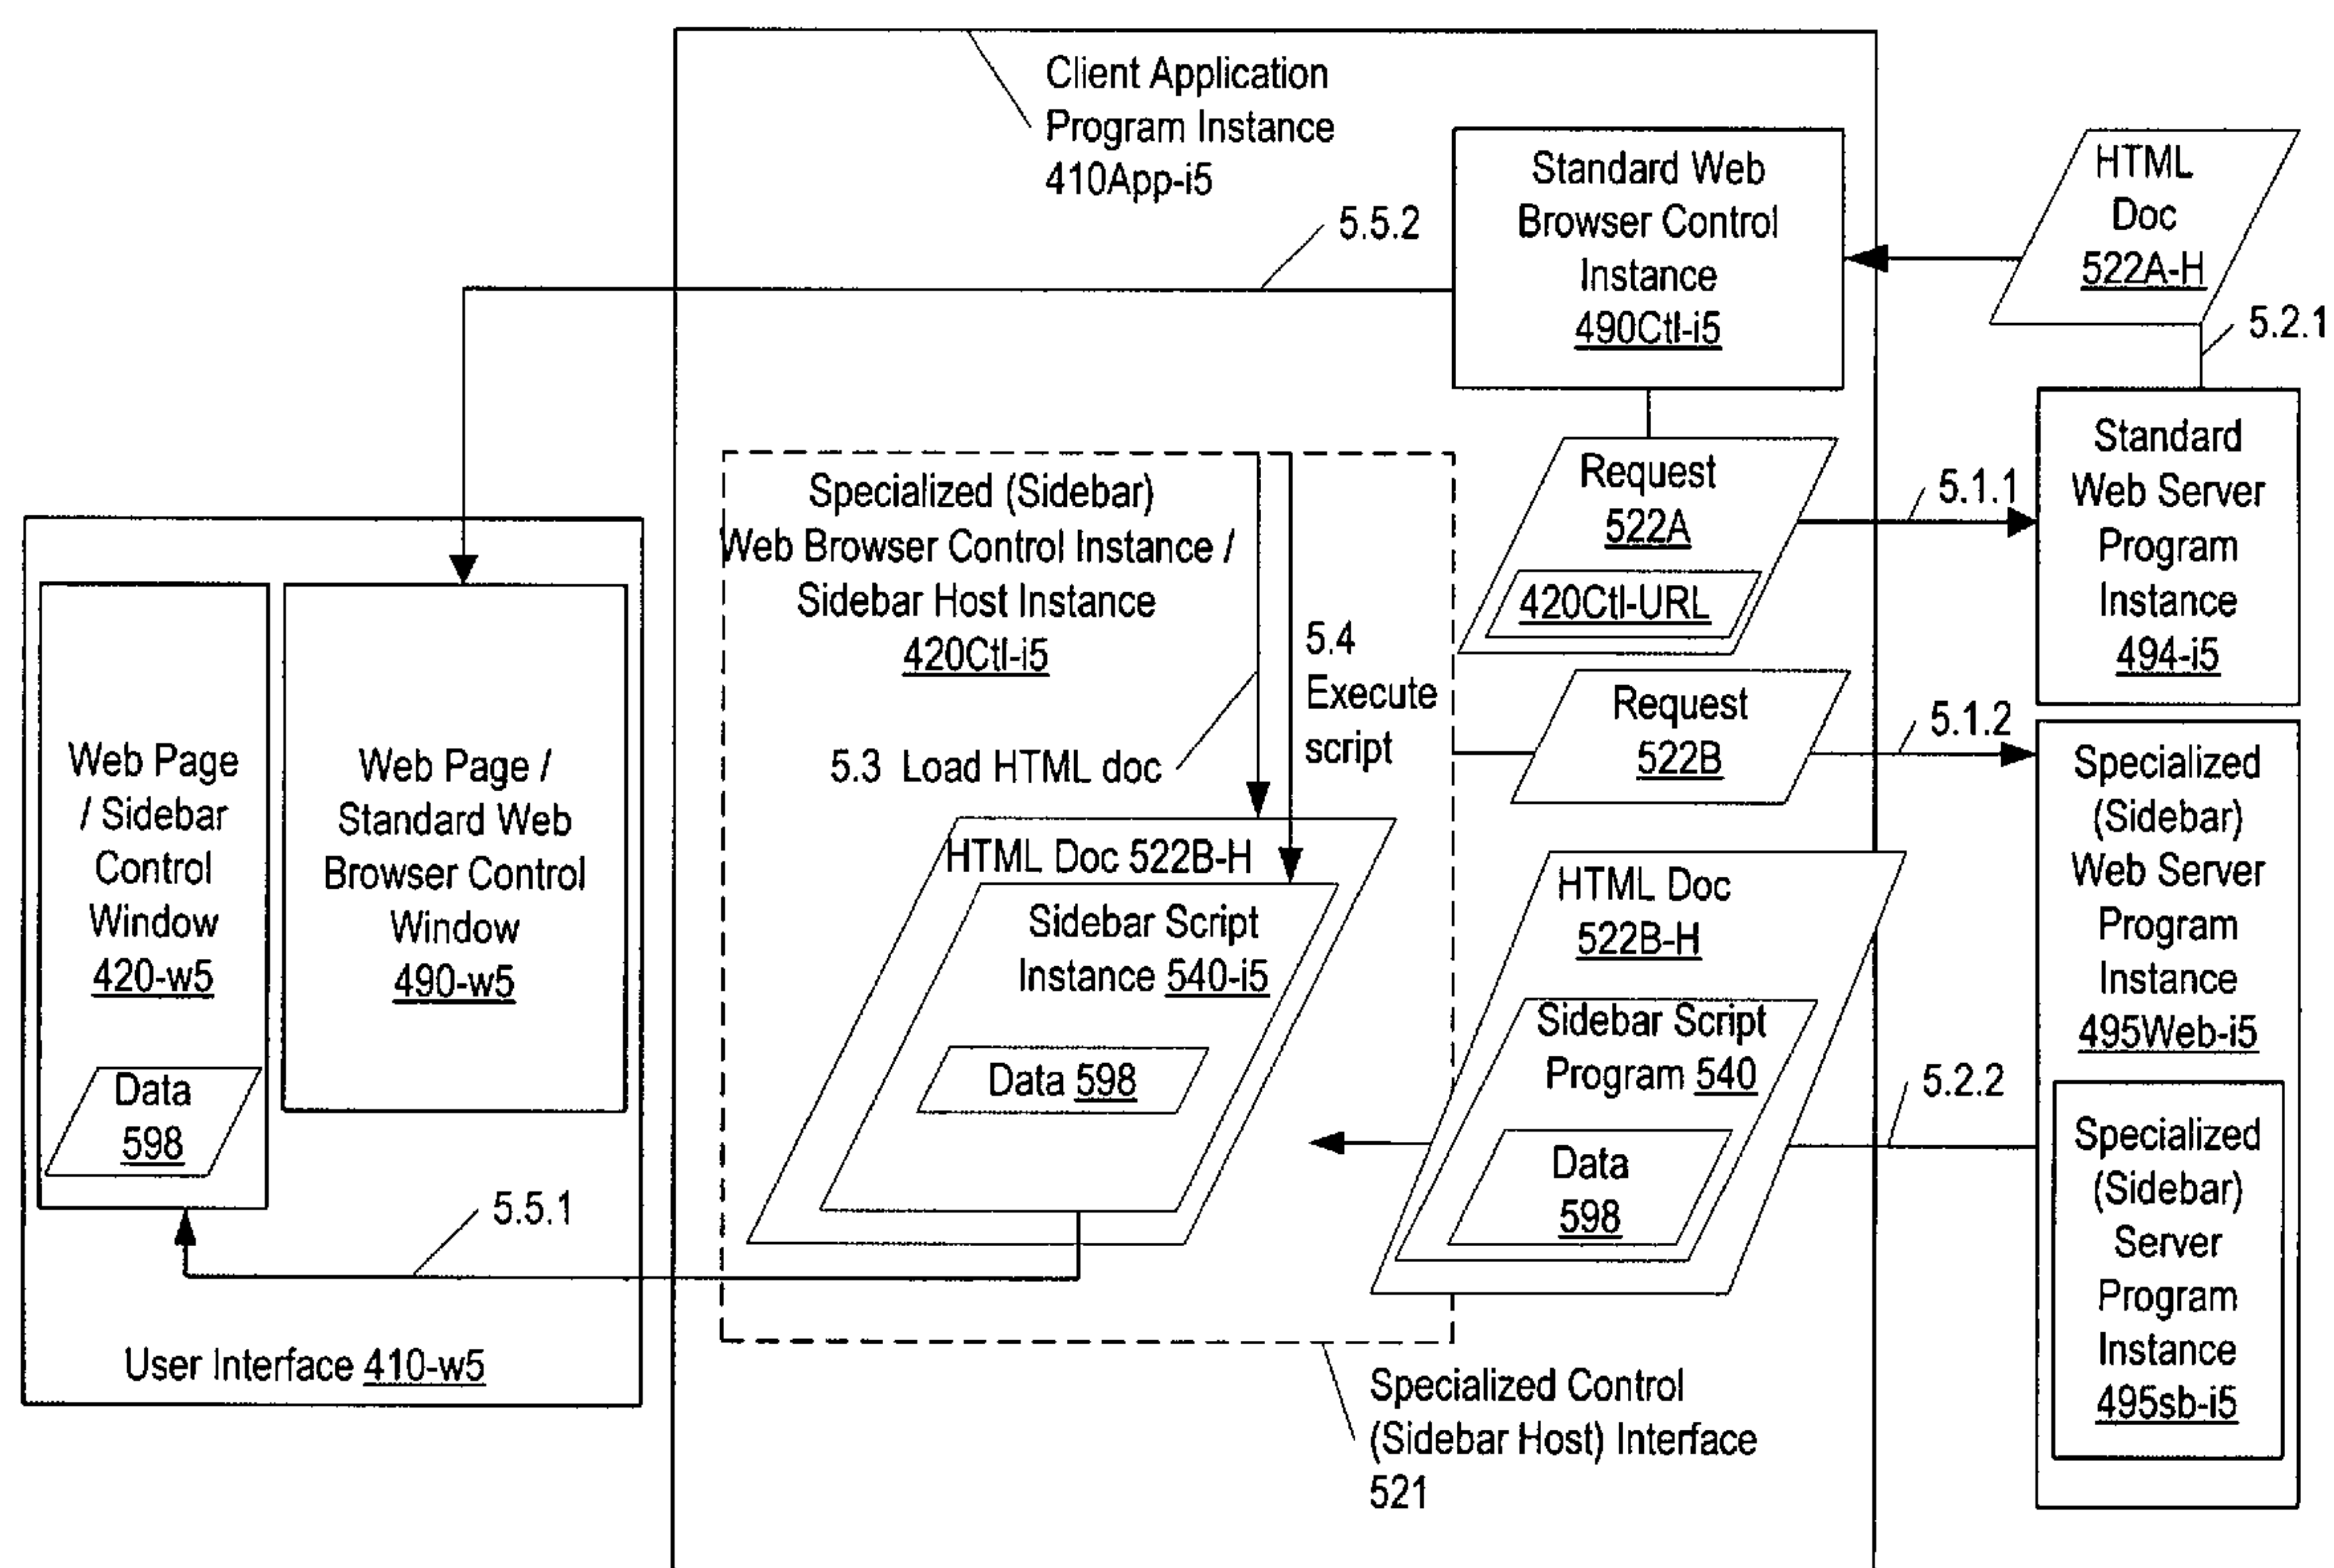 Client Application
Program Instance
410App-i5
5.5.2
Standard Web
Browser Control
Instance
490Ctl-i5
HTML
Doc
522A-H
5.2.1
Standard
Web Server
Program
Instance
494-i5
Request
522A
420Ctl-URL
5.1.1
Specialized (Sidebar)
Web Browser Control Instance /
Sidebar Host Instance
420Ctl-i5
5.4
Execute
script
5.3 Load HTML doc
Request
522B
5.1.2
Specialized
(Sidebar)
Web Server
Program
Instance
495Web-i5
Specialized
(Sidebar)
Server
Program
Instance
495sb-i5
5.2.2
HTML Doc
522B-H
Sidebar Script
Program 540
Data
598
HTML Doc 522B-H
Sidebar Script
Instance 540-i5
Data 598
Web Page
/ Sidebar
Control
Window
420-w5
Data
598
Web Page /
Standard Web
Browser Control
Window
490-w5
5.5.1
User Interface 410-w5
Specialized Control
(Sidebar Host) Interface
521